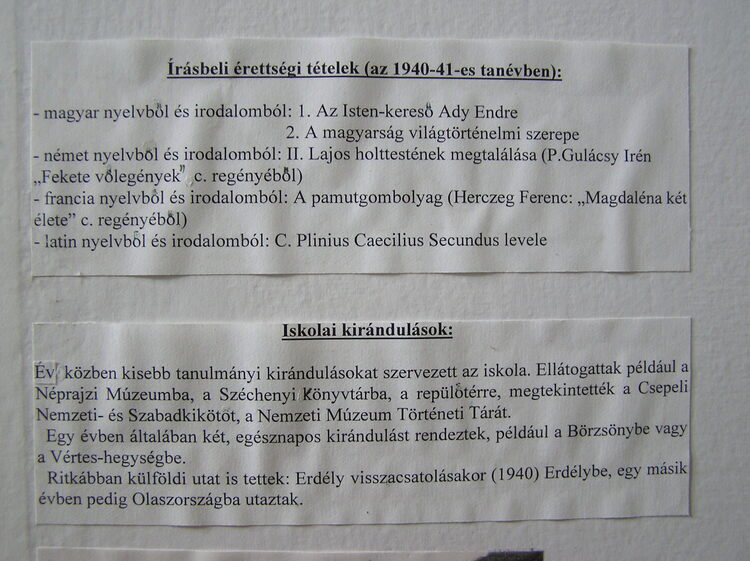 Írásbeli érettségi tételek (az 1940-41-es tanévben):
- magyar nyelvből és irodalomból: 1. Az Isten-kereső Ady Endre
2. A magyarság világtörténelmi szerepe
- német nyelvből és irodalomból: II. Lajos holttestének megtalálása (P.Gulácsy Irén
„Fekete vőlegények” c. regényéből)
- francia nyelvből és irodalomból: A pamutgombolyag (Herczeg Ferenc: „Magdaléna két
élete” c. regényéből)
- latin nyelvből és irodalomból: C. Plinius Caecilius Secundus levele
Iskolai kirándulások:
Év közben kisebb tanulmányi kirándulásokat szervezett az iskola. Ellátogattak például a
Néprajzi Múzeumba, a Széchenyi Könyvtárba, a repülőtérre, megtekintették a Csepeli
Nemzeti- és Szabadkikötőt, a Nemzeti Múzeum Történeti Tárát.
Egy évben általában két, egésznapos kirándulást rendeztek, például a Börzsönybe vagy
a Vértes-hegységbe.
Ritkábban külföldi utat is tettek: Erdély visszacsatolásakor (1940) Erdélybe, egy másik
évben pedig Olaszországba utaztak.